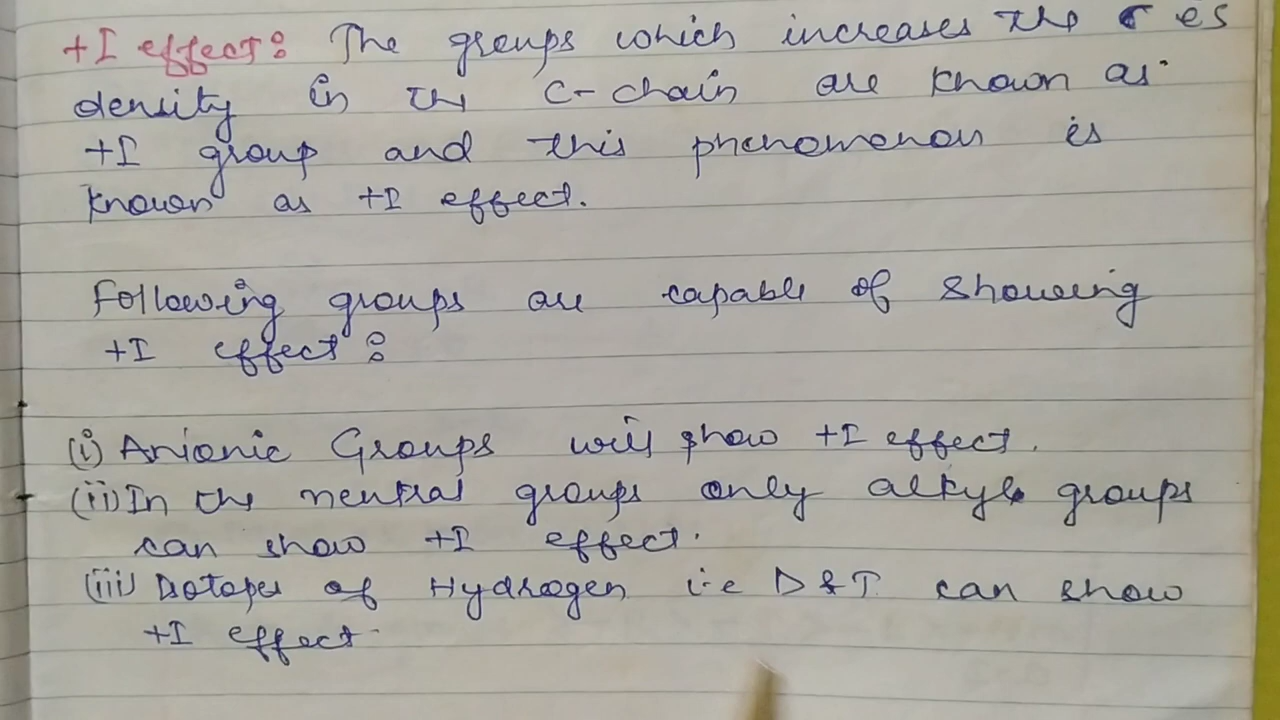 +I effect: The groups which increases the σ es
density in the C-chain are known as
+I group and this phenomenon is
known as +I effect.
Following groups are capable of showing
+I effect:
(i) Anionic Groups will show +I effect.
(ii) In the neutral groups only alkyl groups
can show +I effect.
(iii) Isotopes of Hydrogen i.e D & T can show
+I effect